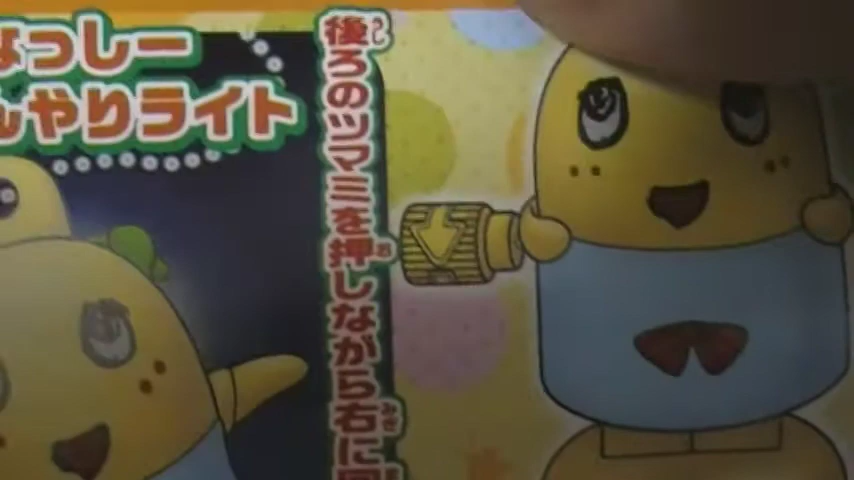 なっしー
んやりライト
後ろのツマミを押しながら右に回